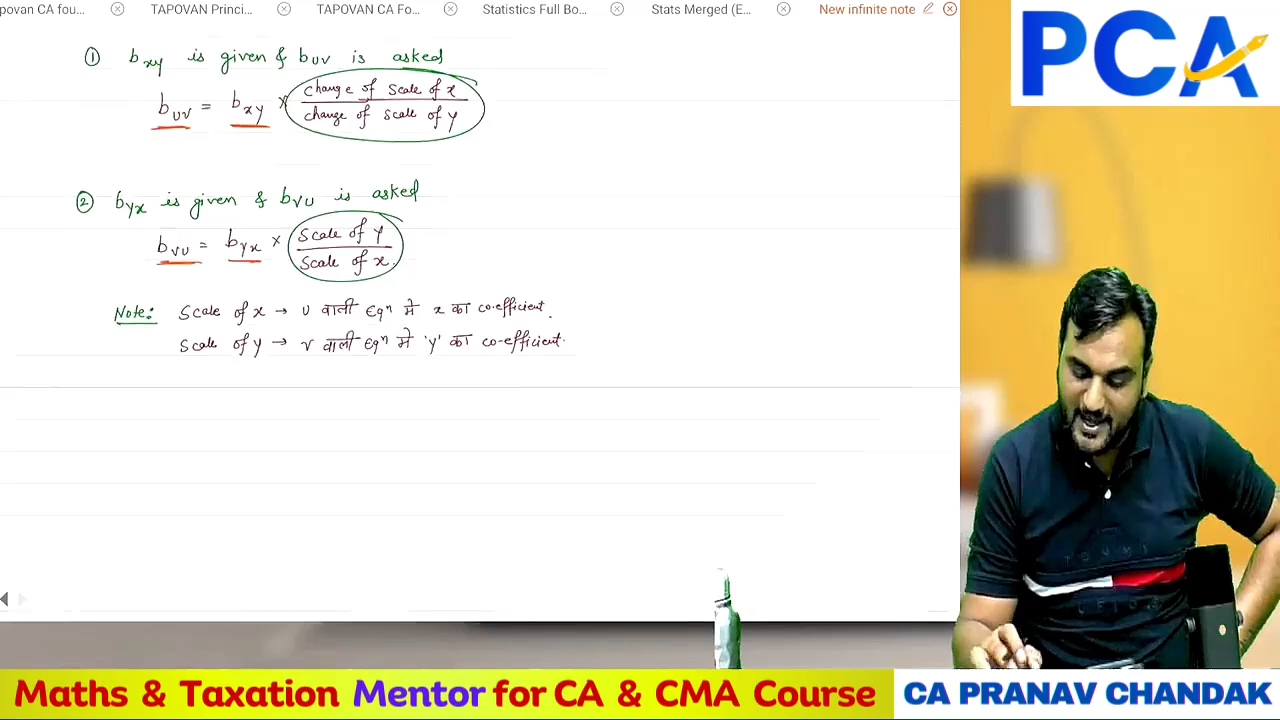 povan CA fou...
TAPOVAN Princi...
TAPOVAN CA Fo...
Statistics Full Bo...
Stats Merged (E...
New infinite note
PCA
① bxy is given & buv is asked
buv = bxy × change of scale of x
change of scale of y
② byx is given & bvu is asked
bvu = byx × Scale of y
Scale of x.
Note: Scale of x → U वाली Eqⁿ मे x का co-efficient.
Scale of y → v वाली Eqⁿ मे 'y' का co-efficient.
TOMMY
Maths & Taxation Mentor for CA & CMA Course
CA PRANAV CHANDAK